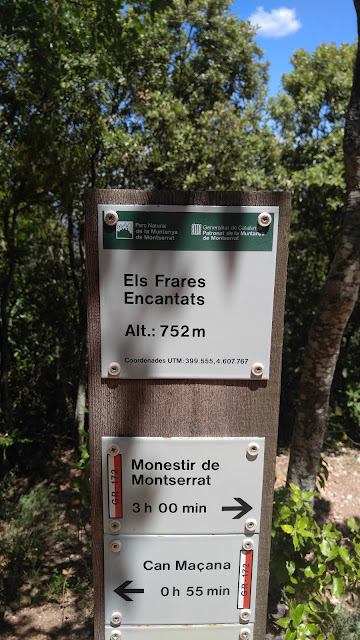 Parc Natural
de la Muntanya
de Montserrat
Generalitat de Catalunya
Patronat de la Muntanya
de Montserrat
Els Frares
Encantats
Alt.: 752 m
Coordenades UTM: 399.555, 4.607.767
G R 172
Monestir de
Montserrat
3 h 00 min
Can Maçana
0 h 55 min
G R 172